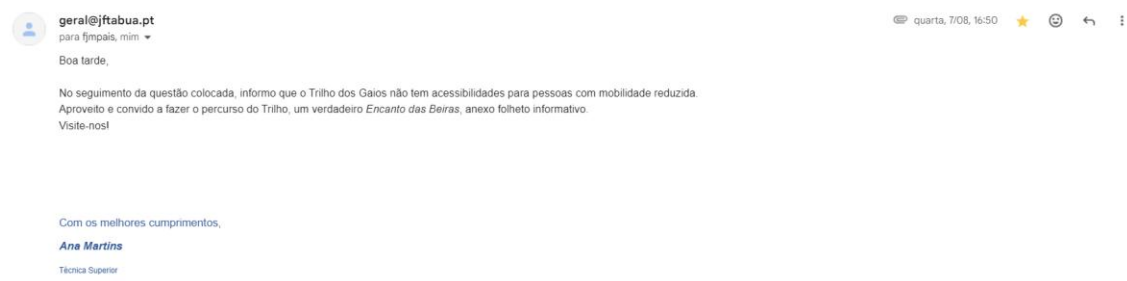 geral@jftabua.pt
quarta, 7/08, 16:50
para fjmpais, mim
Boa tarde,
No seguimento da questão colocada, informo que o Trilho dos Gaios não tem acessibilidades para pessoas com mobilidade reduzida.
Aproveito e convido a fazer o percurso do Trilho, um verdadeiro Encanto das Beiras, anexo folheto informativo.
Visite-nos!
Com os melhores cumprimentos,
Ana Martins
Técnica Superior